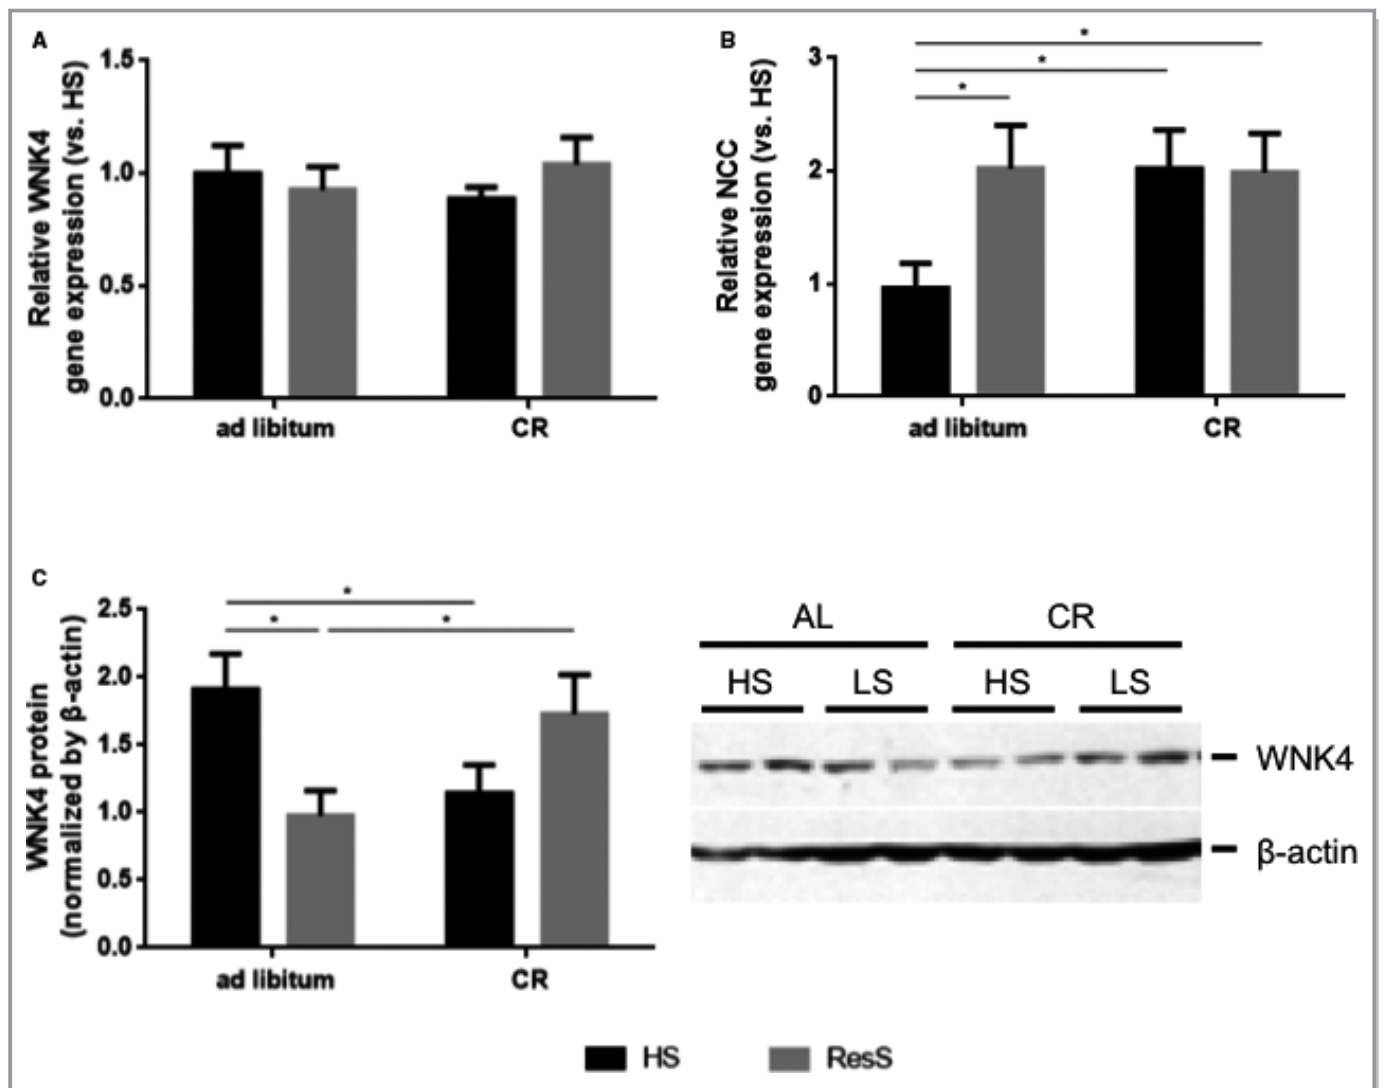 A
Relative WNK4
gene expression (vs. HS)
1.5
1.0
0.5
0.0
ad libitum
CR
B
Relative NCC
gene expression (vs. HS)
3
2
1
0
*
*
*
ad libitum
CR
C
WNK4 protein
(normalized by β-actin)
2.5
2.0
1.5
1.0
0.5
0.0
*
*
*
ad libitum
CR
AL
CR
HS
LS
HS
LS
WNK4
β-actin
HS
ResS